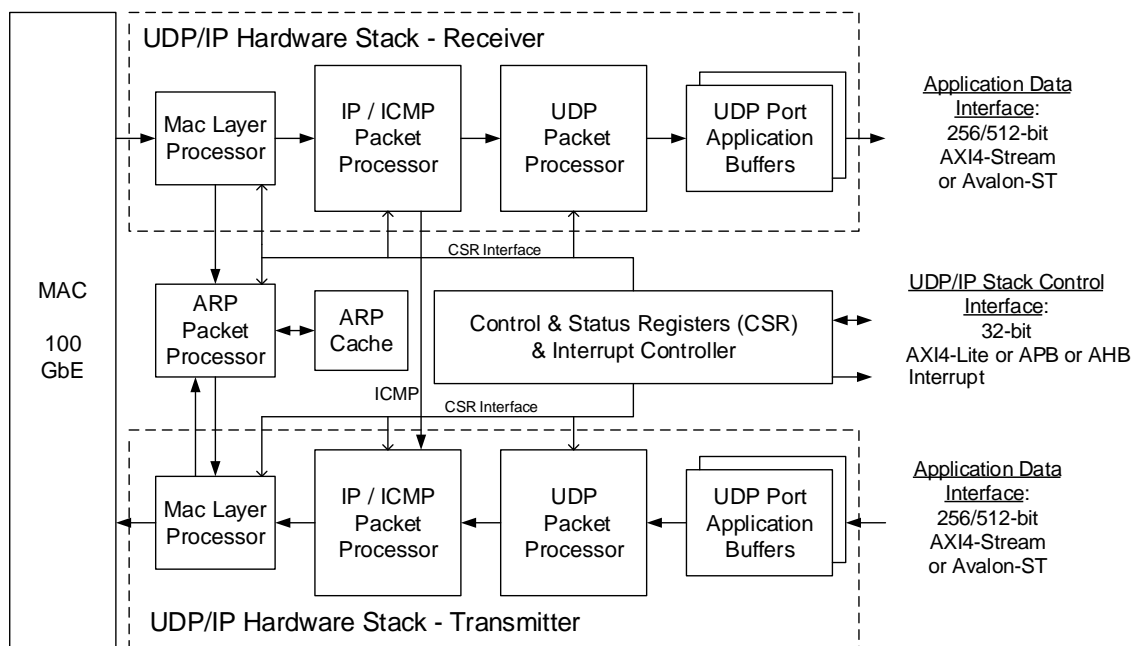 UDP/IP Hardware Stack - Receiver
Mac Layer
Processor
IP / ICMP
Packet
Processor
UDP
Packet
Processor
UDP Port
Application
Buffers
Application Data
Interface:
256/512-bit
AXI4-Stream
or Avalon-ST
CSR Interface
MAC
100
GbE
ARP
Packet
Processor
ARP
Cache
Control & Status Registers (CSR)
& Interrupt Controller
UDP/IP Stack Control
Interface:
32-bit
AXI4-Lite or APB or AHB
Interrupt
ICMP
CSR Interface
Mac Layer
Processor
IP / ICMP
Packet
Processor
UDP
Packet
Processor
UDP Port
Application
Buffers
Application Data
Interface:
256/512-bit
AXI4-Stream
or Avalon-ST
UDP/IP Hardware Stack - Transmitter